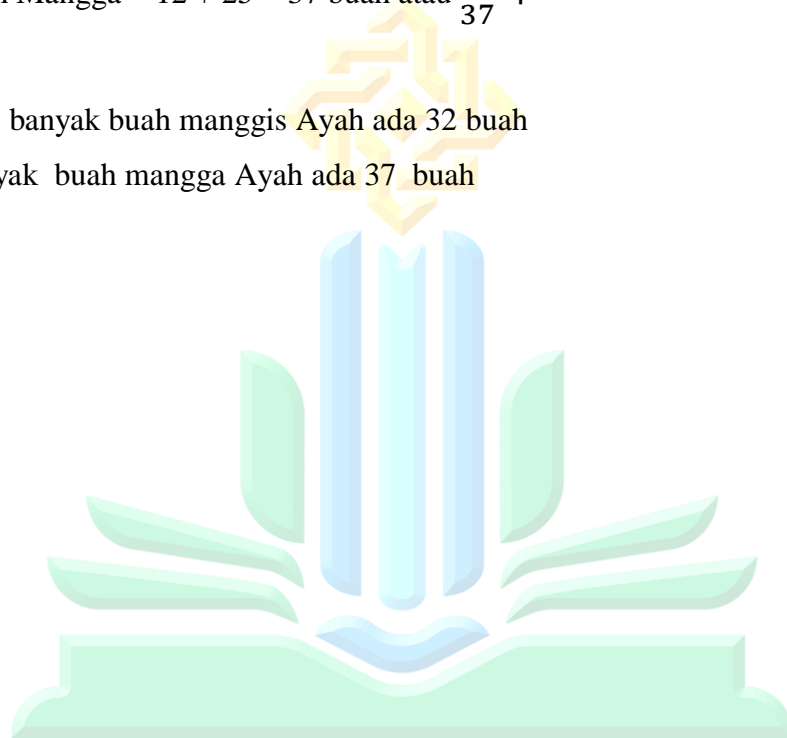 Mangga = 12 + 25 = 37 buah atau
37 +
banyak buah manggis Ayah ada 32 buah
buah mangga Ayah ada 37 buah